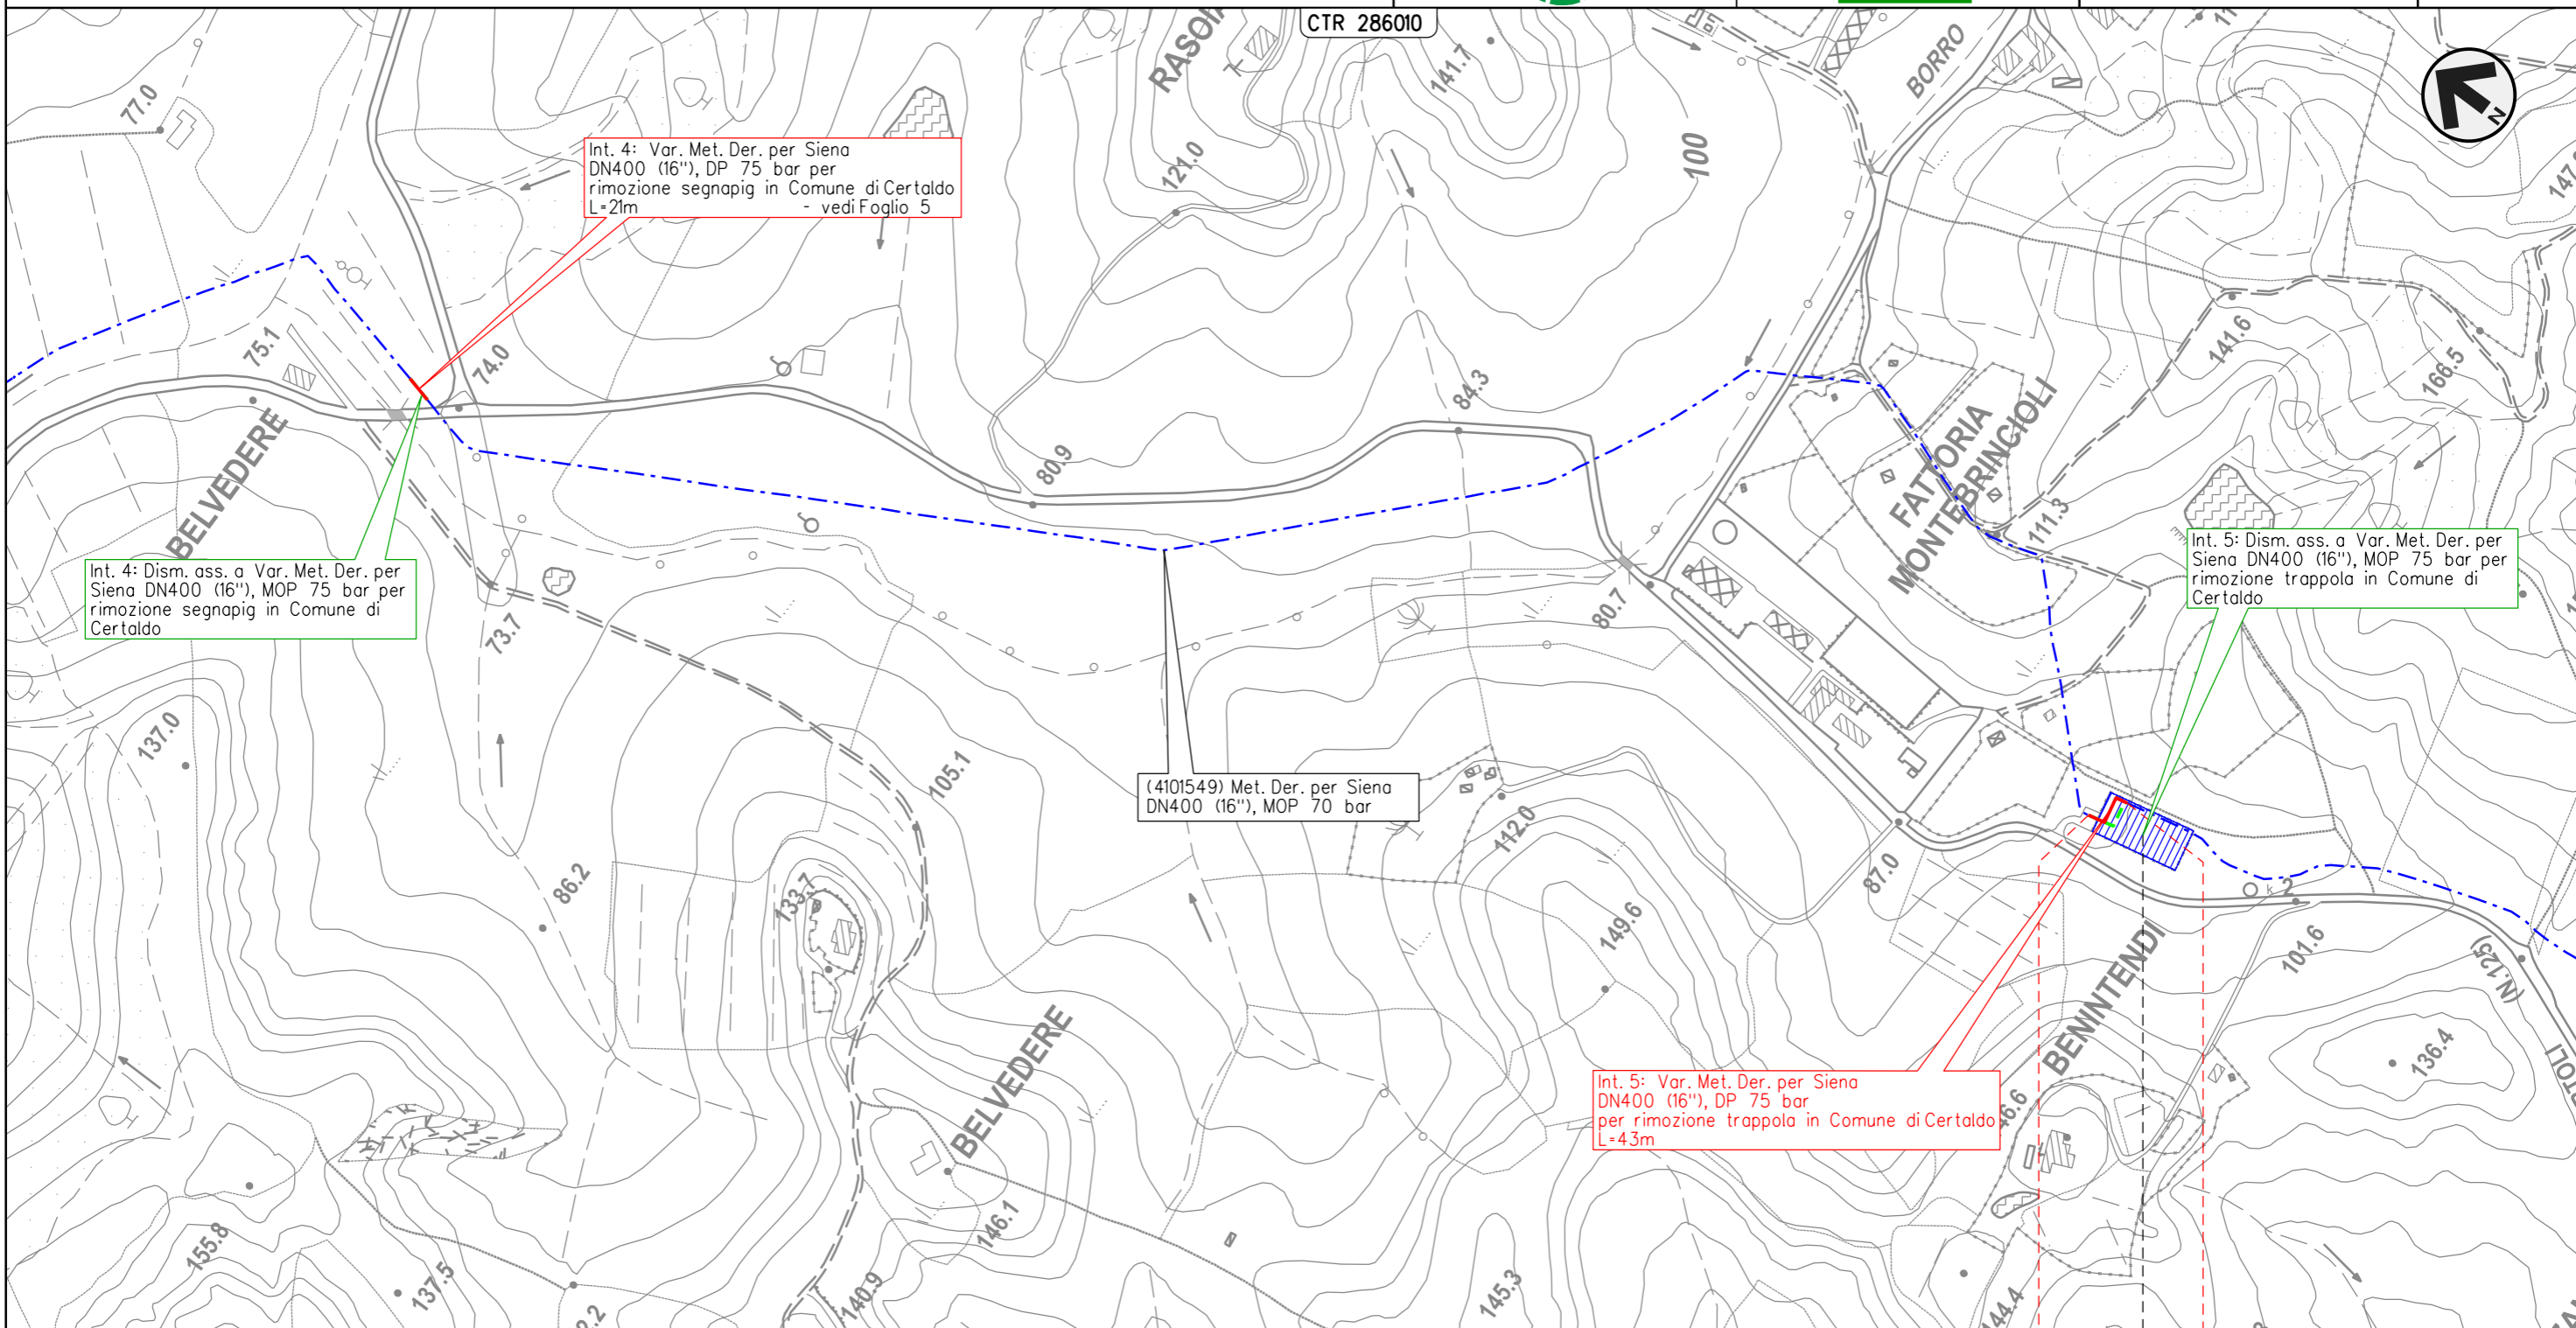 CTR 286010
N
77.0
RASOIA
141.7
BORRO
121.0
100
Int. 4: Var. Met. Der. per Siena
DN400 (16"), DP 75 bar per
rimozione segnapig in Comune di Certaldo
L=21m - vedi Foglio 5
75.1
74.0
80.9
84.3
141.6
166.5
BELVEDERE
FATTORIA
MONTEBRINCIOLI
111.3
Int. 4: Dism. ass. a Var. Met. Der. per
Siena DN400 (16"), MOP 75 bar per
rimozione segnapig in Comune di
Certaldo
Int. 5: Dism. ass. a Var. Met. Der. per
Siena DN400 (16"), MOP 75 bar per
rimozione trappola in Comune di
Certaldo
73.7
80.7
137.0
105.1
(4101549) Met. Der. per Siena
DN400 (16"), MOP 70 bar
112.0
86.2
133.7
87.0
149.6
k 2
101.6
(N.125)
BENINTENDI
136.4
BELVEDERE
Int. 5: Var. Met. Der. per Siena
DN400 (16"), DP 75 bar
per rimozione trappola in Comune di Certaldo
L=43m
155.8
137.5
146.1
140.9
145.3